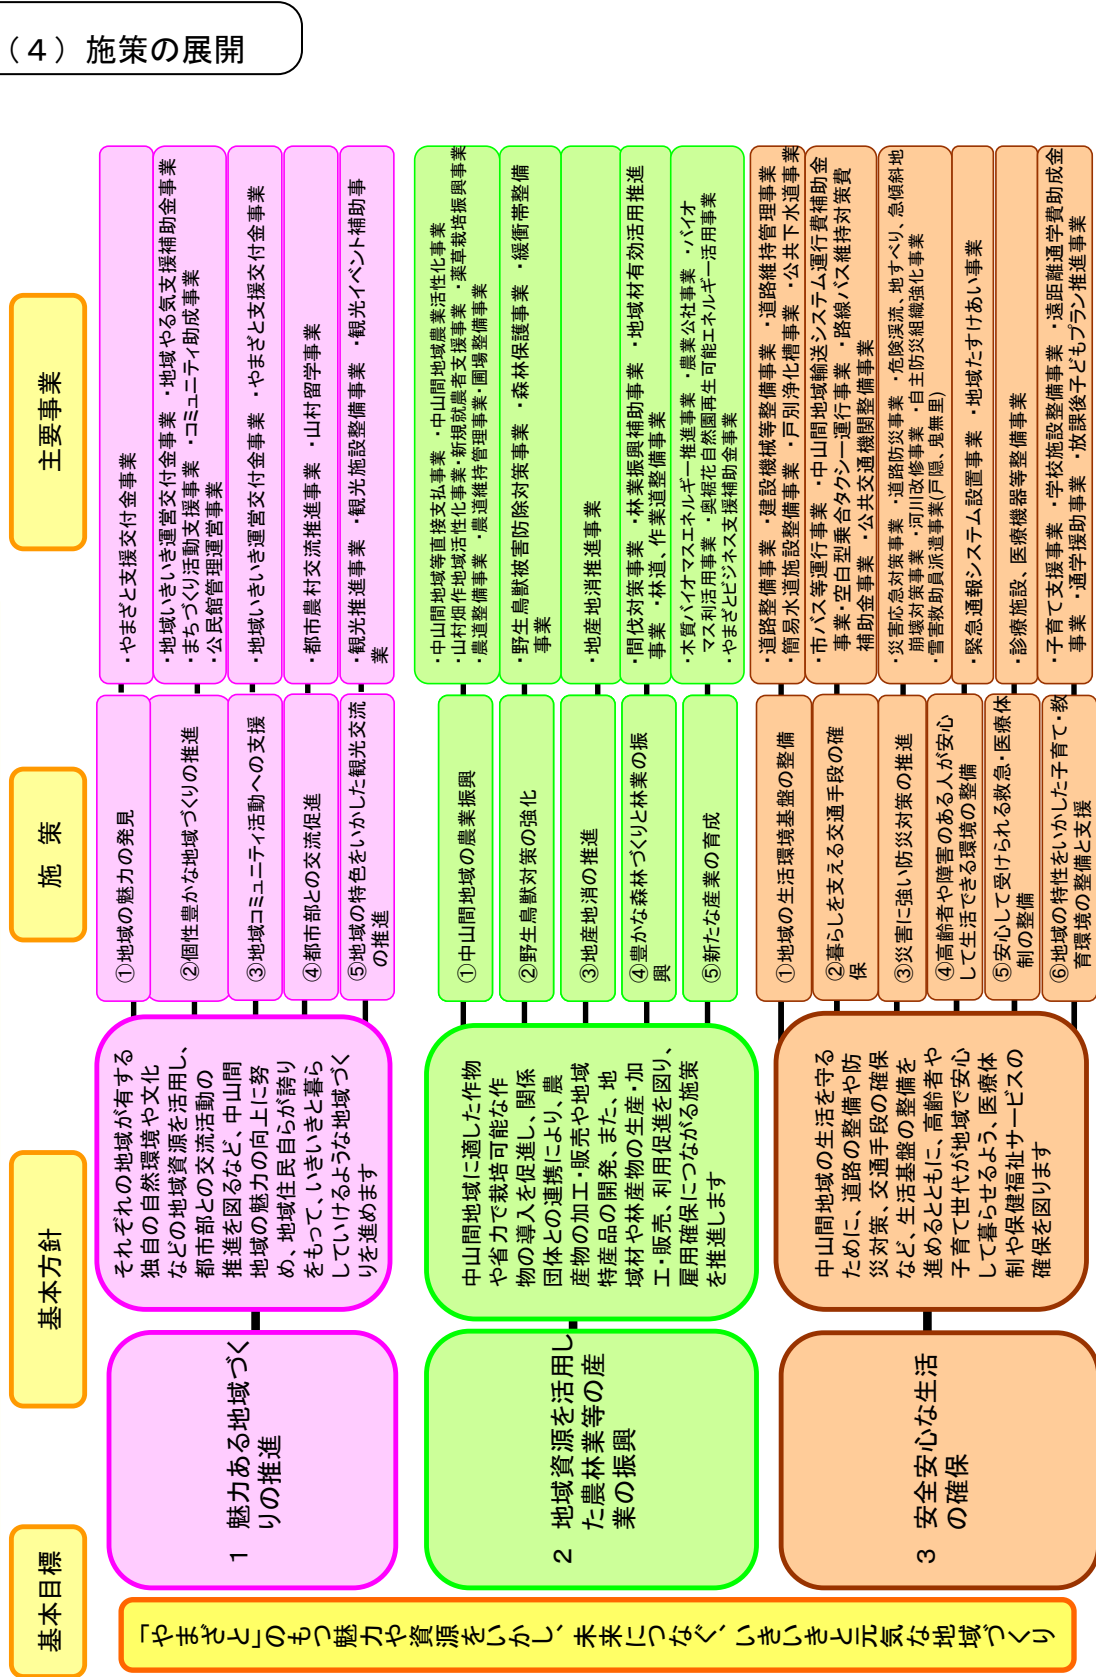 （４）施策の展開
基本目標
基本方針
施　策
主要事業
「やまざと」のもつ魅力や資源をいかし、未来につなぐ、いきいきと元気な地域づくり
1　魅力ある地域づく
りの推進
それぞれの地域が有する
独自の自然環境や文化
などの地域資源を活用し、
都市部との交流活動の
推進を図るなど、中山間
地域の魅力の向上に努
め、地域住民自らが誇り
をもって、いきいきと暮ら
していけるような地域づく
りを進めます
①地域の魅力の発見
・やまざと支援交付金事業
②個性豊かな地域づくりの推進
・地域いきいき運営交付金事業　・地域やる気支援補助金事業
・まちづくり活動支援事業　・コミュニティ助成事業
・公民館管理運営事業
③地域コミュニティ活動への支援
・地域いきいき運営交付金事業　・やまざと支援交付金事業
④都市部との交流促進
・都市農村交流推進事業　・山村留学事業
⑤地域の特色をいかした観光交流
の推進
・観光推進事業　・観光施設整備事業　・観光イベント補助事
業
2　地域資源を活用し
た農林業等の産
業の振興
中山間地域に適した作物
や省力で栽培可能な作
物の導入を促進し、関係
団体との連携により、農
産物の加工・販売や地域
特産品の開発、また、地
域材や林産物の生産・加
工・販売、利用促進を図り、
雇用確保につながる施策
を推進します
①中山間地域の農業振興
・中山間地域等直接支払事業　・中山間地域農業活性化事業
・山村畑作地域活性化事業・新規就農者支援事業　・薬草栽培振興事業
・農道整備事業　・農道維持管理事業・圃場整備事業
②野生鳥獣対策の強化
・野生鳥獣被害防除対策事業　・森林保護事業　・緩衝帯整備
事業
③地産地消の推進
・地産地消推進事業
④豊かな森林づくりと林業の振
興
・間伐対策事業　・林業振興補助事業　・地域材有効活用推進
事業　・林道、作業道整備事業
⑤新たな産業の育成
・木質バイオマスエネルギー推進事業　・農業公社事業　・バイオ
マス利活用事業　・奥裾花自然園再生可能エネルギー活用事業
・やまざとビジネス支援補助金事業
3　安全安心な生活
の確保
中山間地域の生活を守る
ために、道路の整備や防
災対策、交通手段の確保
など、生活基盤の整備を
進めるとともに、高齢者や
子育て世代が地域で安心
して暮らせるよう、医療体
制や保健福祉サービスの
確保を図ります
①地域の生活環境基盤の整備
・道路整備事業　・建設機械等整備事業　・道路維持管理事業
・簡易水道施設整備事業　・戸別浄化槽事業　・公共下水道事業
②暮らしを支える交通手段の確
保
・市バス等運行事業　・中山間地域輸送システム運行費補助金
事業・空白型乗合タクシー運行事業　・路線バス維持対策費
補助金事業　・公共交通機関整備事業
③災害に強い防災対策の推進
・災害応急対策事業　・道路防災事業　・危険渓流、地すべり、急傾斜地
崩壊対策事業　・河川改修事業　・自主防災組織強化事業
・雪害救助員派遣事業(戸隠、鬼無里)
④高齢者や障害のある人が安心
して生活できる環境の整備
・緊急通報システム設置事業　・地域たすけあい事業
⑤安心して受けられる救急・医療体
制の整備
・診療施設、医療機器等整備事業
⑥地域の特性をいかした子育て・教
育環境の整備と支援
・子育て支援事業　・学校施設整備事業　・遠距離通学費助成金
事業　・通学援助事業　・放課後子どもプラン推進事業